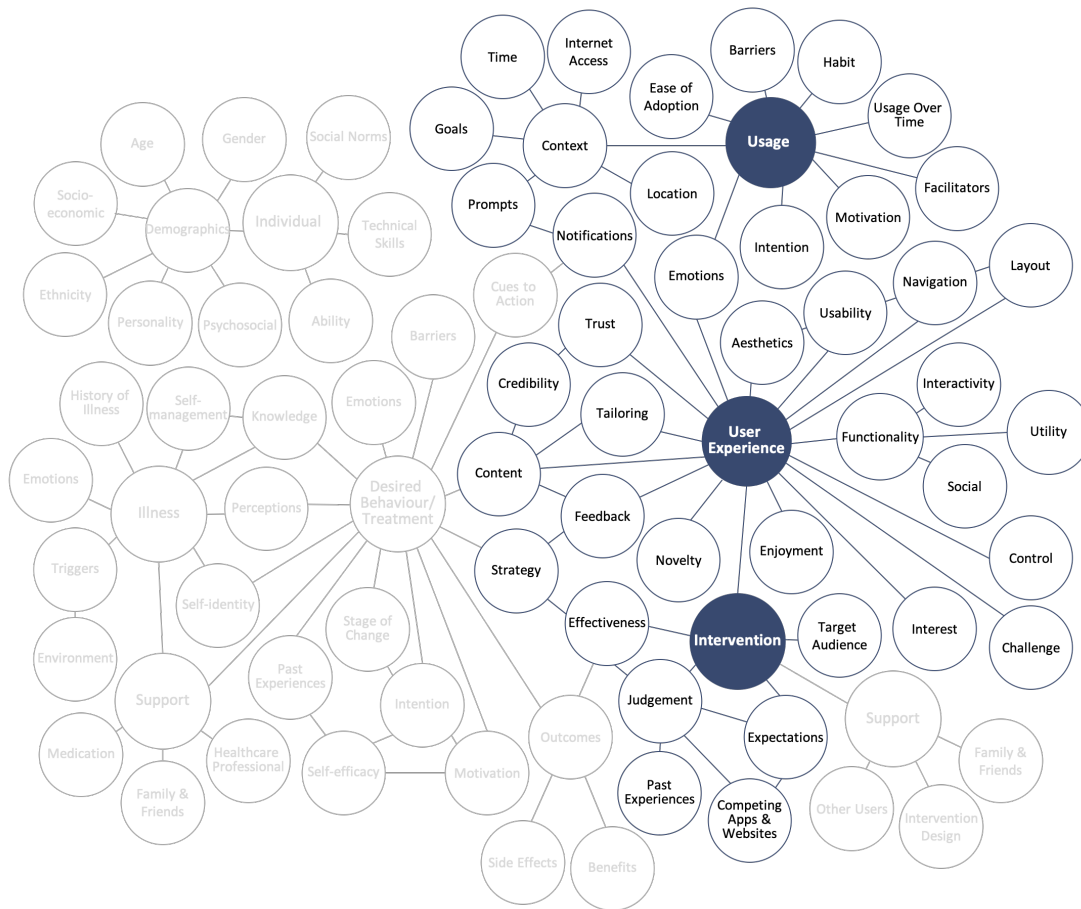 Time
Internet
Access
Barriers
Habit
Ease of
Adoption
Usage Over
Time
Goals
Context
Usage
Facilitators
Prompts
Location
Motivation
Notifications
Intention
Emotions
Navigation
Layout
Usability
Aesthetics
Trust
Credibility
Tailoring
Interactivity
User
Experience
Functionality
Utility
Content
Social
Feedback
Novelty
Enjoyment
Control
Strategy
Effectiveness
Intervention
Target
Audience
Interest
Challenge
Judgement
Expectations
Past
Experiences
Competing
Apps &
Websites
Age
Gender
Social Norms
Socio-
economic
Demographics
Individual
Technical
Skills
Ethnicity
Personality
Psychosocial
Ability
Cues to
Action
Barriers
History of
Illness
Self-
management
Knowledge
Emotions
Emotions
Illness
Perceptions
Desired
Behaviour/
Treatment
Triggers
Self-identity
Environment
Stage of
Change
Past
Experiences
Support
Intention
Medication
Healthcare
Professional
Family &
Friends
Self-efficacy
Motivation
Outcomes
Side Effects
Benefits
Support
Family &
Friends
Other Users
Intervention
Design